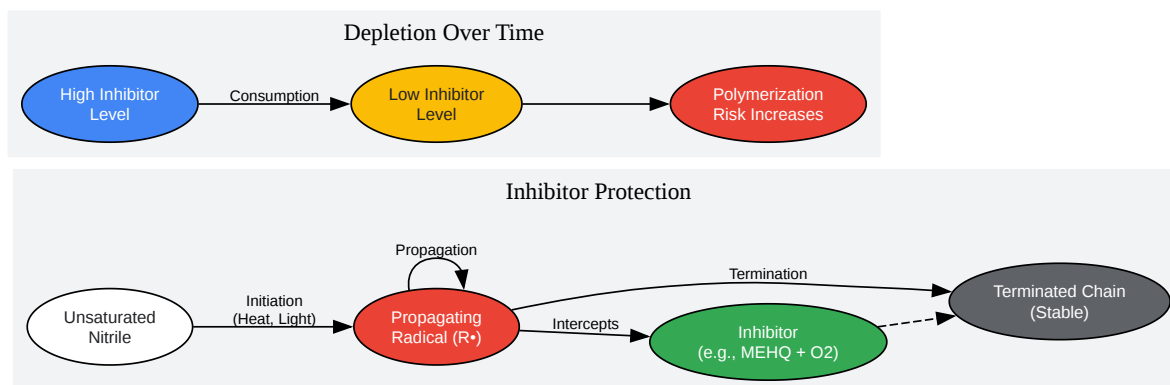 Depletion Over Time
High Inhibitor
Level
Consumption
Low Inhibitor
Level
Polymerization
Risk Increases
Inhibitor Protection
Unsaturated
Nitrile
Initiation
(Heat, Light)
Propagation
Propagating
Radical (R•)
Termination
Intercepts
Inhibitor
(e.g., MEHQ + O2)
Terminated Chain
(Stable)